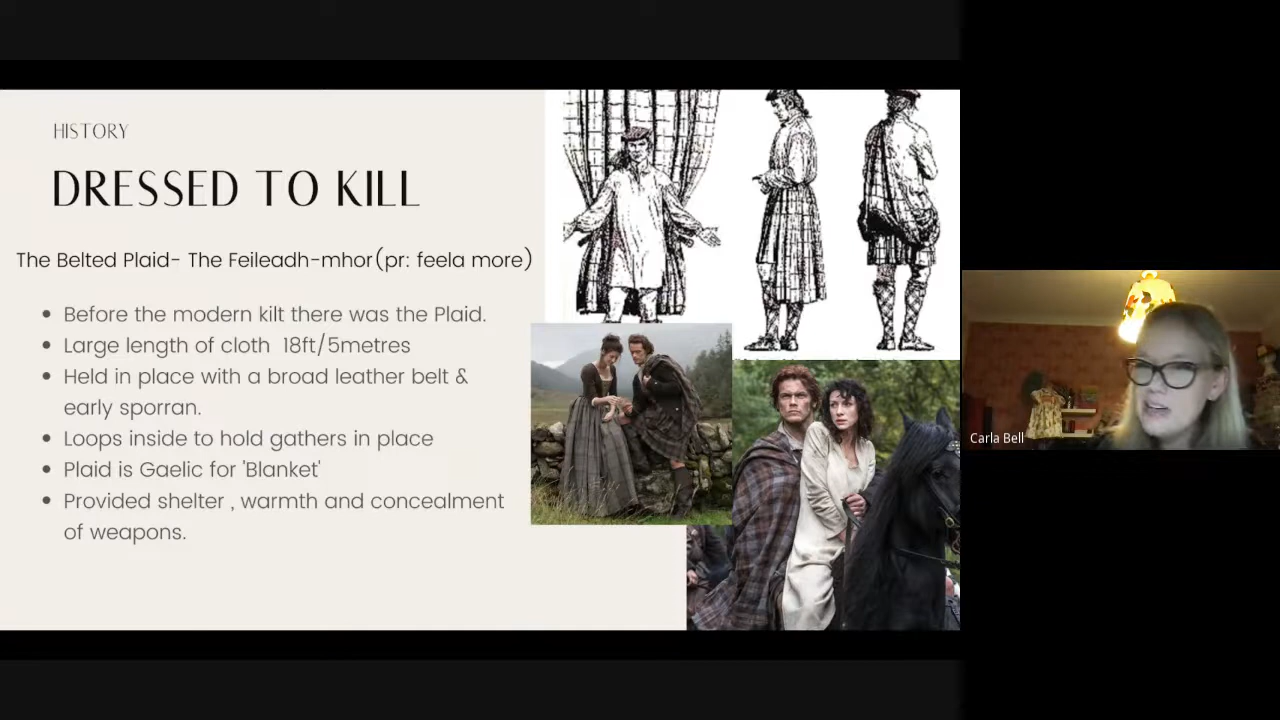 HISTORY
DRESSED TO KILL
The Belted Plaid- The Feileadh-mhor(pr: feela more)
Before the modern kilt there was the Plaid.
Large length of cloth 18ft/5metres
Held in place with a broad leather belt &
early sporran.
Loops inside to hold gathers in place
Plaid is Gaelic for 'Blanket'
Provided shelter , warmth and concealment
of weapons.
Carla Bell